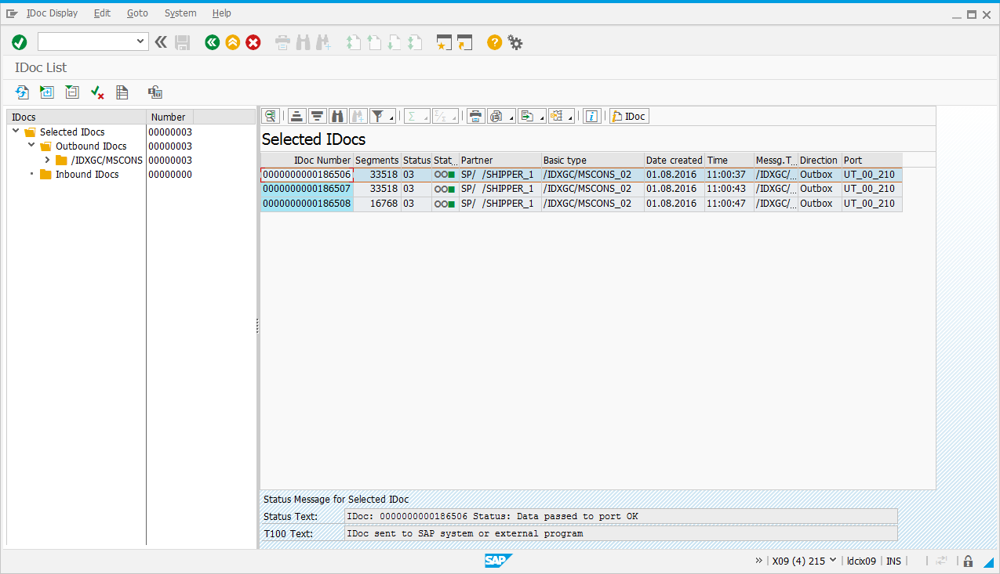 IDoc Display Edit Goto System Help
IDoc List
IDocs Number
Selected IDocs 00000003
Outbound IDocs 00000003
/IDXGC/MSCONS 00000003
Inbound IDocs 00000000
IDoc
Selected IDocs
IDoc Number Segments Status Stat... Partner Basic type Date created Time Messg.T... Direction Port
0000000000186506 33518 03 SP/ /SHIPPER_1 /IDXGC/MSCONS_02 01.08.2016 11:00:37 /IDXGC/... Outbox UT_00_210
0000000000186507 33518 03 SP/ /SHIPPER_1 /IDXGC/MSCONS_02 01.08.2016 11:00:43 /IDXGC/... Outbox UT_00_210
0000000000186508 16768 03 SP/ /SHIPPER_1 /IDXGC/MSCONS_02 01.08.2016 11:00:47 /IDXGC/... Outbox UT_00_210
Status Message for Selected IDoc
Status Text: IDoc: 0000000000186506 Status: Data passed to port OK
T100 Text: IDoc sent to SAP system or external program
SAP » X09 (4) 215 ldcix09 INS